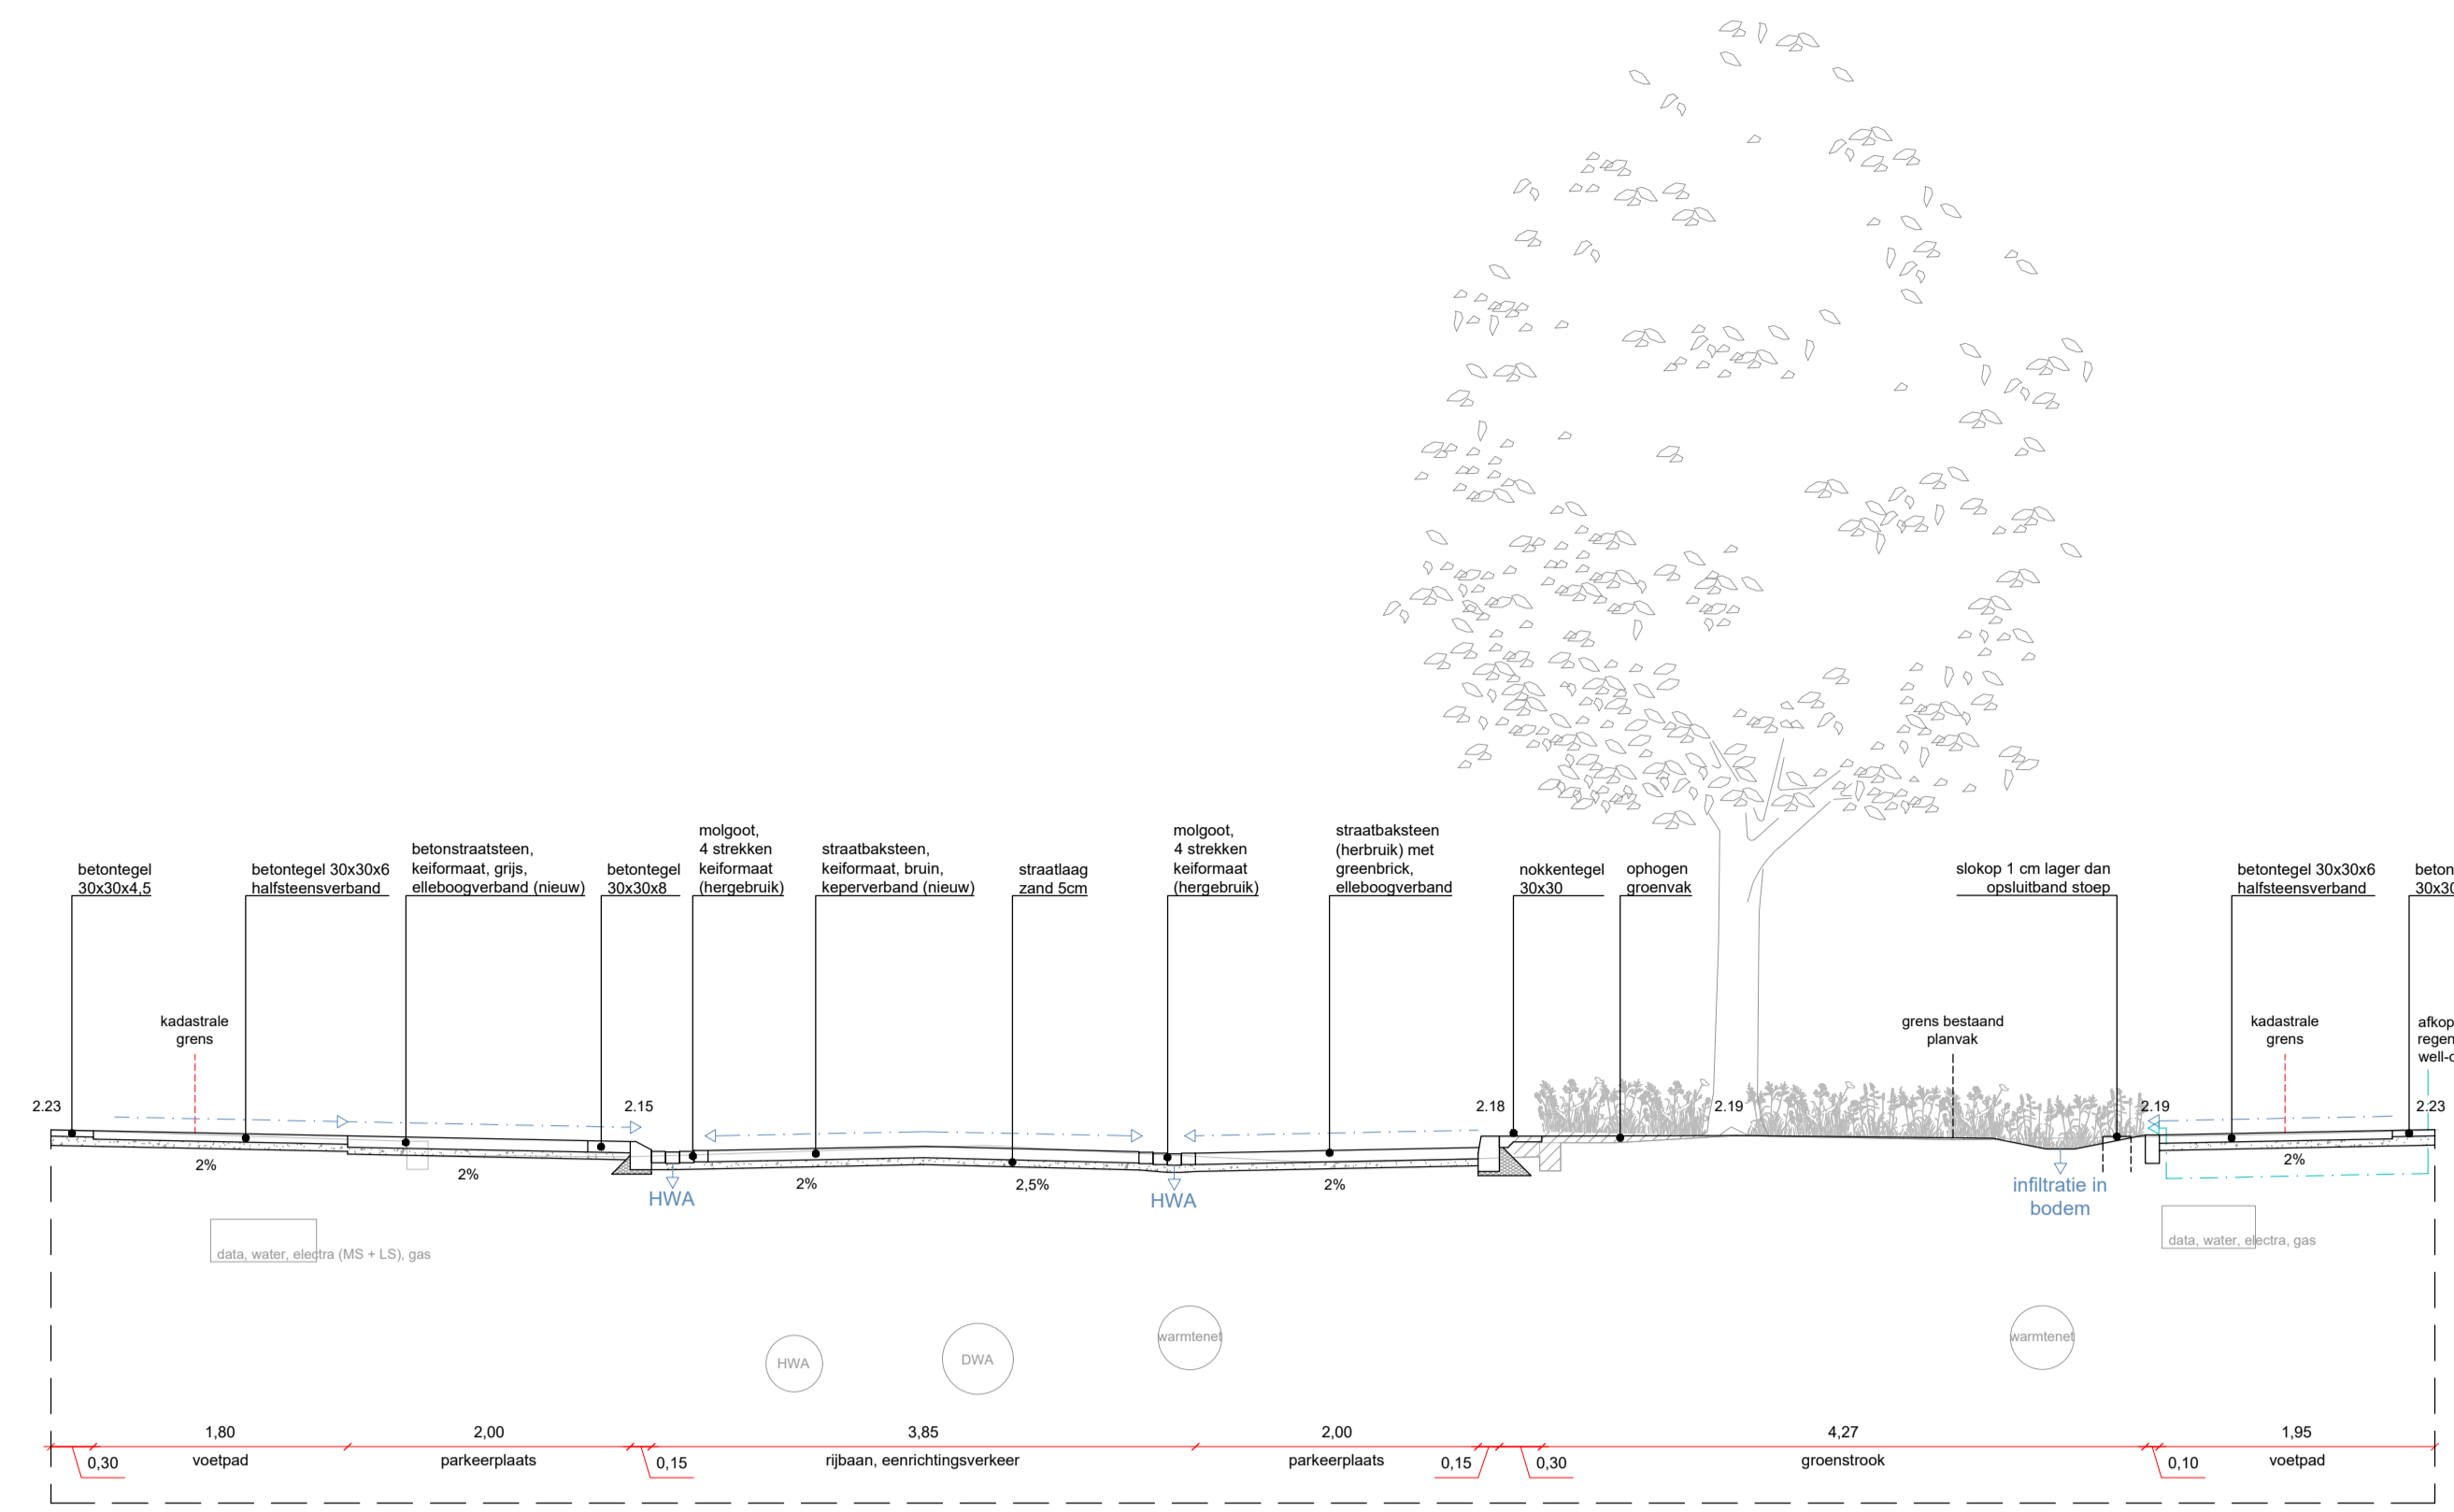 betontegel
30x30x4,5
betontegel 30x30x6
halfsteensverband
betonstraatsteen,
keiformaat, grijs,
elleboogverband (nieuw)
betontegel
30x30x8
molgoot,
4 strekken
keiformaat
(hergebruik)
straatbaksteen,
keiformaat, bruin,
keperverband (nieuw)
straatlaag
zand 5cm
molgoot,
4 strekken
keiformaat
(hergebruik)
straatbaksteen
(herbruik) met
greenbrick,
elleboogverband
nokkentegel
30x30
ophogen
groenvak
slokop 1 cm lager dan
opsluitband stoep
betontegel 30x30x6
halfsteensverband
beton
30x30
kadastrale
grens
grens bestaand
planvak
kadastrale
grens
afkop
regen
well-c
2.23
2.15
2.18
2.19
2.19
2.23
2%
2%
HWA
2%
2,5%
HWA
2%
infiltratie in
bodem
2%
data, water, electra (MS + LS), gas
data, water, electra, gas
HWA
DWA
warmtenet
warmtenet
1,80
2,00
3,85
2,00
4,27
1,95
0,30
voetpad
parkeerplaats
0,15
rijbaan, eenrichtingsverkeer
parkeerplaats
0,15
0,30
groenstrook
0,10
voetpad